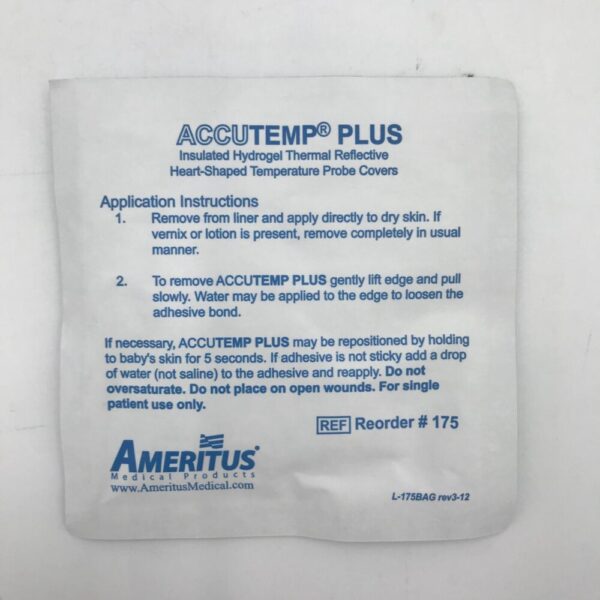 ACCUTEMP® PLUS
Insulated Hydrogel Thermal Reflective
Heart-Shaped Temperature Probe Covers
Application Instructions
1. Remove from liner and apply directly to dry skin. If
vernix or lotion is present, remove completely in usual
manner.
2. To remove ACCUTEMP PLUS gently lift edge and pull
slowly. Water may be applied to the edge to loosen the
adhesive bond.
If necessary, ACCUTEMP PLUS may be repositioned by holding
to baby's skin for 5 seconds. If adhesive is not sticky add a drop
of water (not saline) to the adhesive and reapply. Do not
oversaturate. Do not place on open wounds. For single
patient use only.
REF Reorder # 175
AMERITUS®
Medical Products
www.AmeritusMedical.com
L-175BAG rev3-12